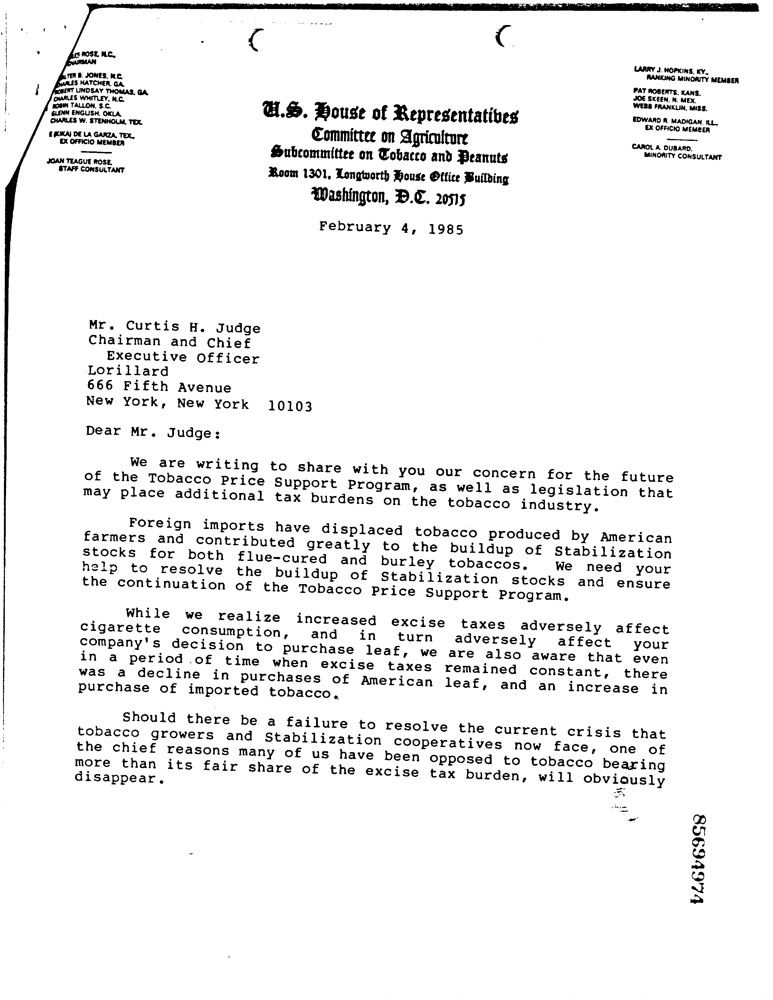 ROSE, N.C.,
B. JONES, N.C.
HATCHER, GA.
LINDSAY THOMAS, GA.
CHARLES WHITLEY, N.C.
ROBIN TALLON, S.C.
GLENN ENGLISH, OKLA.
CHARLES W. STENHOLM, TEX.
E (KIKA) DE LA GARZA, TEX.,
EX OFFICIO MEMBER
JOAN TEAGUE ROSE,
STAFF CONSULTANT
LARRY J. HOPKINS, KY.,
RANKING MINORITY MEMBER
PAT ROBERTS, KANS.
JOE SKEEN, N. MEX.
WEBB FRANKLIN, MISS.
EDWARD R. MADIGAN, ILL.,
EX OFFICIO MEMBER
CAROL A. DUBARD,
MINORITY CONSULTANT
U.S. House of Representatives
Committee on Agriculture
Subcommittee on Tobacco and Peanuts
Room 1301, Longworth House Office Building
Washington, D.C. 20515
February 4, 1985
Mr. Curtis H. Judge
Chairman and Chief
Executive Officer
Lorillard
666 Fifth Avenue
New York, New York 10103
Dear Mr. Judge:
We are writing to share with you our concern for the future
of the Tobacco Price Support Program, as well as legislation that
may place additional tax burdens on the tobacco industry.
Foreign imports have displaced tobacco produced by American
farmers and contributed greatly to the buildup of Stabilization
stocks for both flue-cured and burley tobaccos. We need your
help to resolve the buildup of Stabilization stocks and ensure
the continuation of the Tobacco Price Support Program.
While we realize increased excise taxes adversely affect
cigarette consumption, and in turn adversely affect your
company's decision to purchase leaf, we are also aware that even
in a period of time when excise taxes remained constant, there
was a decline in purchases of American leaf, and an increase in
purchase of imported tobacco.
Should there be a failure to resolve the current crisis that
tobacco growers and Stabilization cooperatives now face, one of
the chief reasons many of us have been opposed to tobacco bearing
more than its fair share of the excise tax burden, will obviously
disappear.
85694974